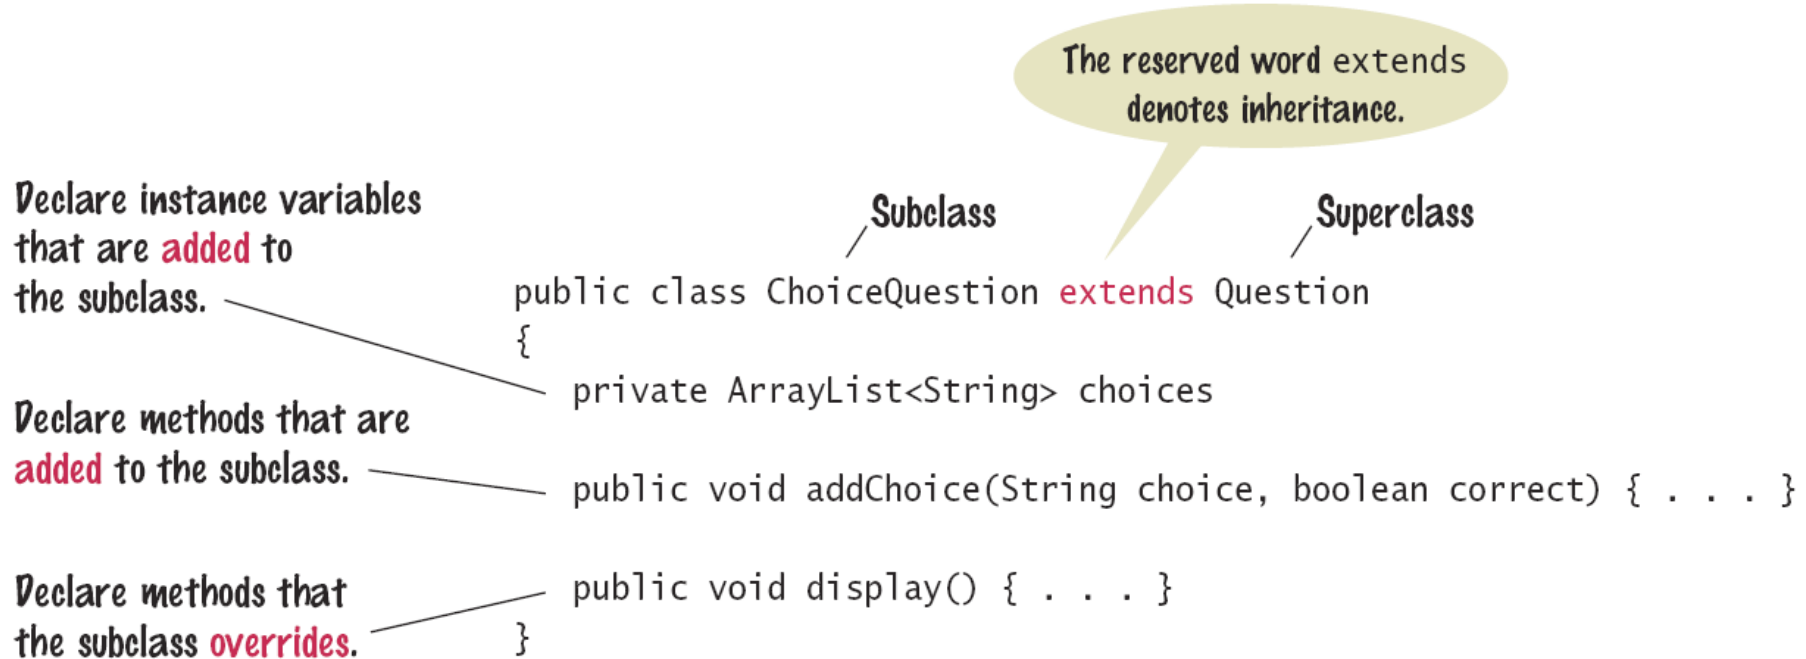 The reserved word extends
denotes inheritance.
Declare instance variables
that are added to
the subclass.
Subclass
Superclass
public class ChoiceQuestion extends Question
{
private ArrayList<String> choices
Declare methods that are
added to the subclass.
public void addChoice(String choice, boolean correct) { . . . }
Declare methods that
the subclass overrides.
public void display() { . . . }
}